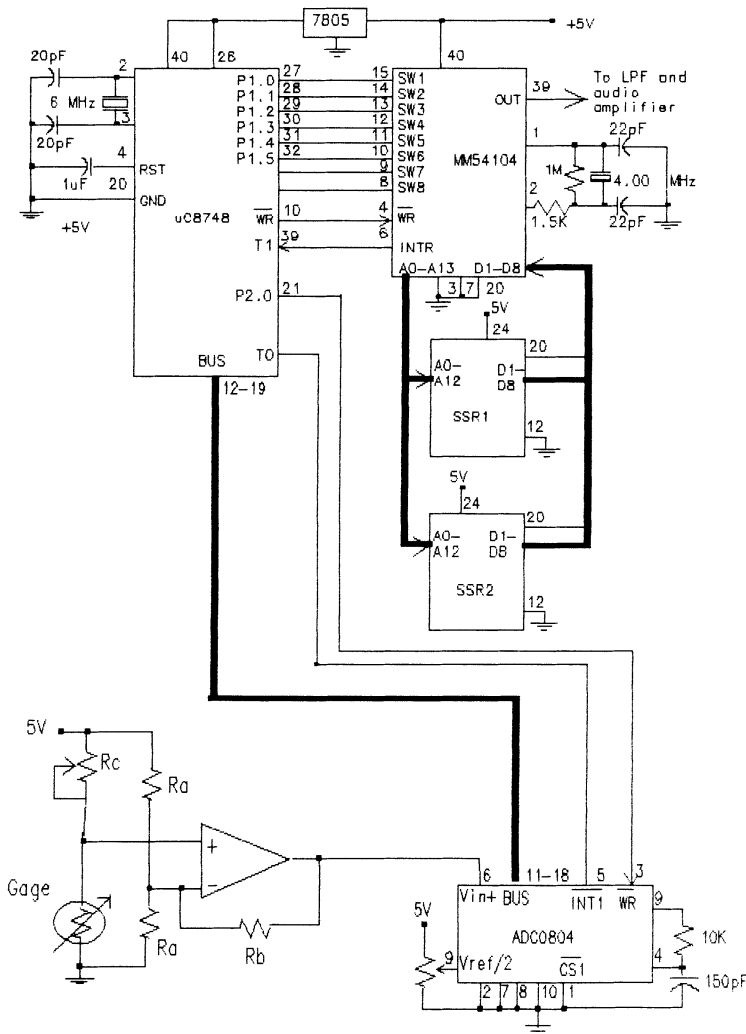 7805
+5V
40
26
40
20pF
2
6 MHz
3
20pF
4
RST
1uF
20
GND
+5V
uC8748
P1.0
27
15
SW1
P1.1
28
14
SW2
P1.2
29
13
SW3
P1.3
30
12
SW4
P1.4
31
11
SW5
P1.5
32
10
SW6
9
SW7
8
SW8
WR
10
4
WR
T1
39
6
INTR
P2.0
21
T0
BUS
12-19
MM54104
OUT
39
To LPF and
audio
amplifier
1
22pF
1M
4.00
MHz
2
1.5K
22pF
A0-A13
D1-D8
3
7
20
5V
24
A0-
A12
D1-
D8
20
SSR1
12
5V
24
A0-
A12
D1-
D8
20
SSR2
12
5V
Rc
Ra
+
-
Gage
Ra
Rb
6
11-18
5
3
Vin+
BUS
INT1
WR
9
ADC0804
10K
5V
9
Vref/2
CS1
4
150pF
2
7
8
10
1